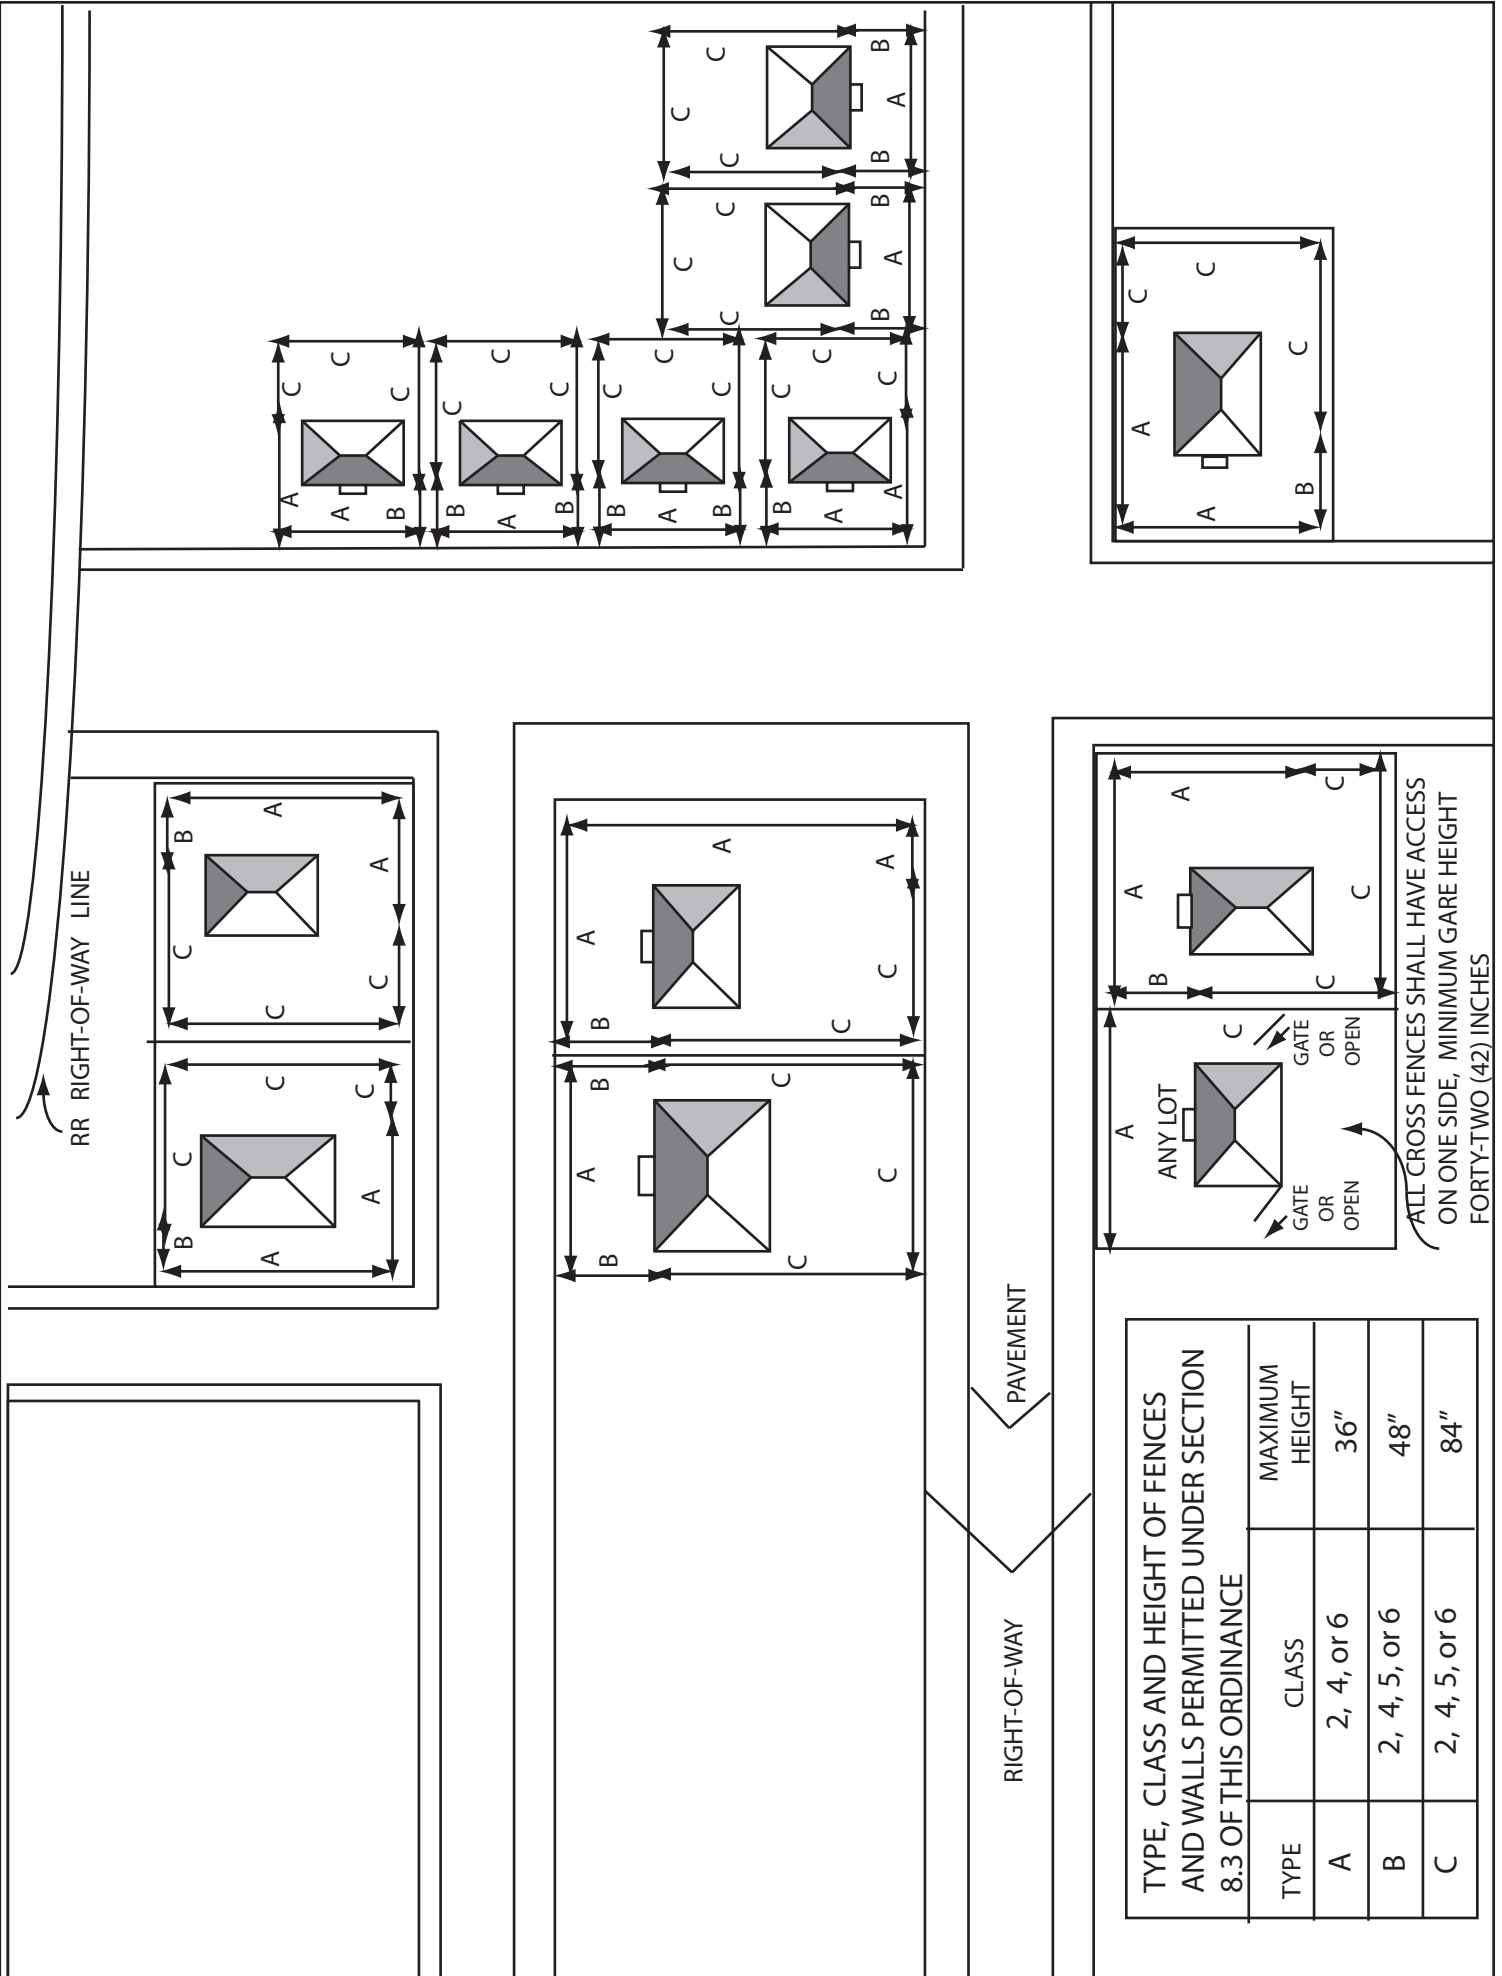 RR RIGHT-OF-WAY LINE
B C
A C
A C
C B
C A
C A
A C
A C
B C
B C
A C
B C
B C
A C
B C
B C
A C
A C
C
C C
B B
A
C
C C
B B
A
A
B B
C C
C
A
B A
C
C A
PAVEMENT
RIGHT-OF-WAY
A
ANY LOT
C
GATE
OR
OPEN
GATE
OR
OPEN
A
B A
C C
C
A C
A C
B C
ALL CROSS FENCES SHALL HAVE ACCESS
ON ONE SIDE, MINIMUM GARE HEIGHT
FORTY-TWO (42) INCHES
TYPE, CLASS AND HEIGHT OF FENCES
AND WALLS PERMITTED UNDER SECTION
8.3 OF THIS ORDINANCE
TYPE CLASS MAXIMUM HEIGHT
A 2, 4, or 6 36"
B 2, 4, 5, or 6 48"
C 2, 4, 5, or 6 84"